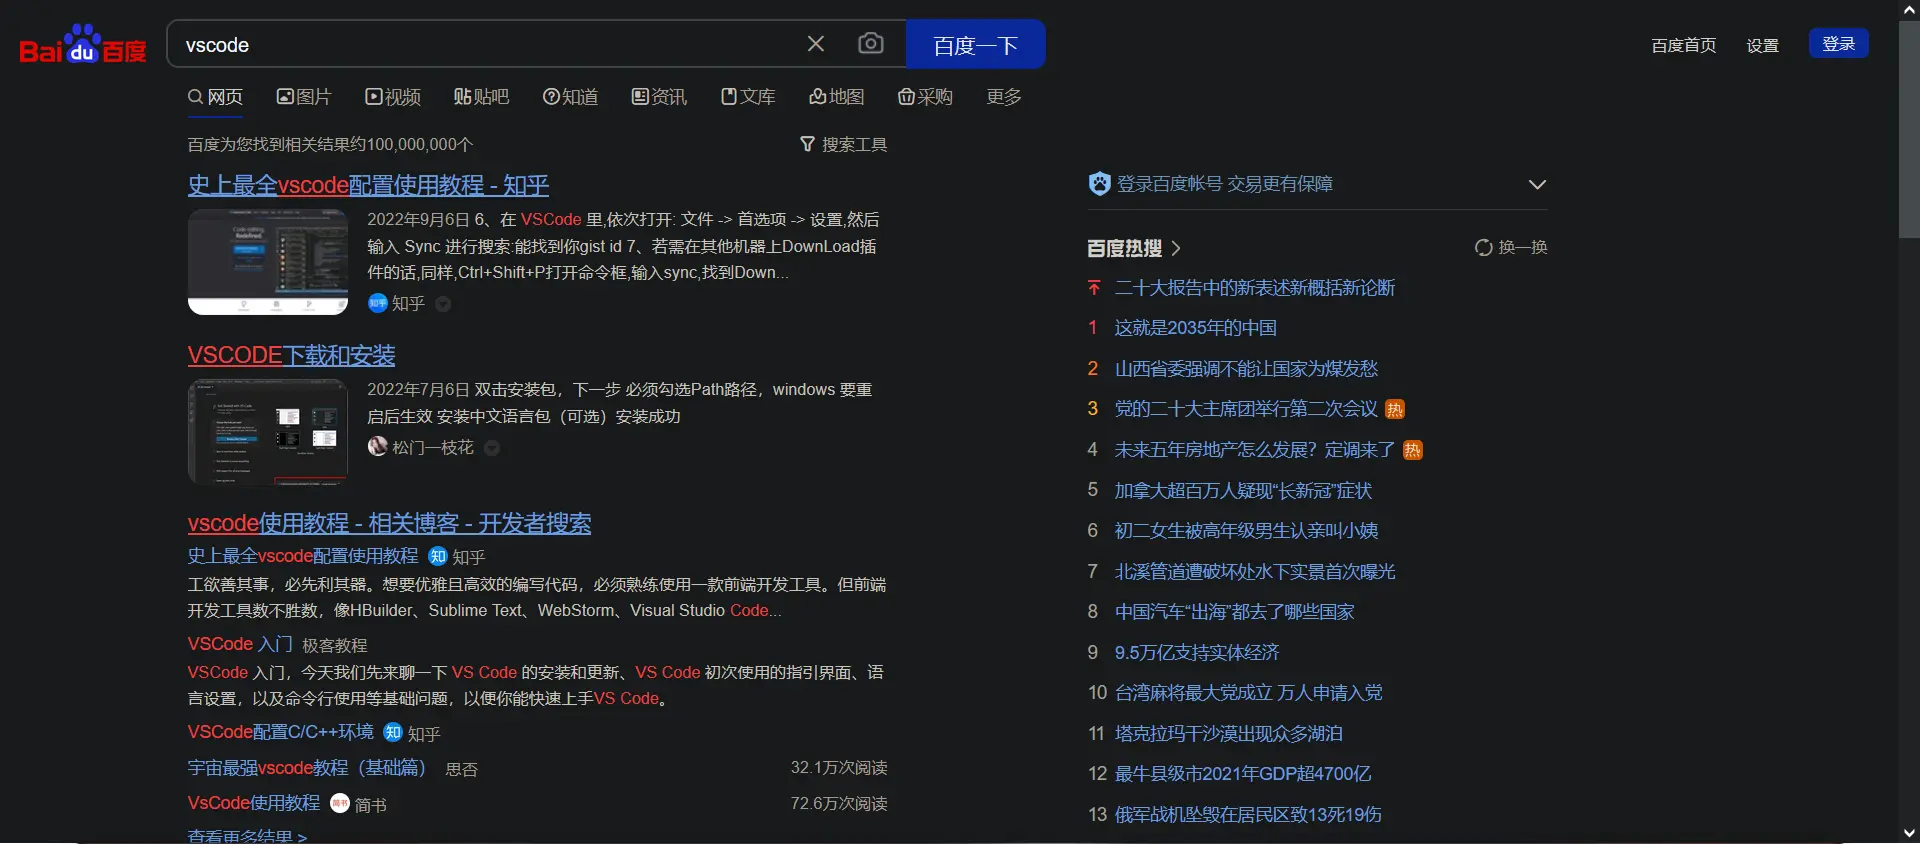 Bai du 百度
vscode
百度一下
百度首页 设置 登录
网页 图片 视频 贴吧 知道 资讯 文库 地图 采购 更多
百度为您找到相关结果约100,000,000个
搜索工具
史上最全vscode配置使用教程 - 知乎
2022年9月6日 6、在 VSCode 里,依次打开: 文件 -> 首选项 -> 设置,然后
输入 Sync 进行搜索:能找到你gist id 7、若需在其他机器上DownLoad插
件的话,同样,Ctrl+Shift+P打开命令框,输入sync,找到Down...
知乎
VSCODE下载和安装
2022年7月6日 双击安装包，下一步 必须勾选Path路径，windows 要重
启后生效 安装中文语言包（可选）安装成功
松门一枝花
vscode使用教程 - 相关博客 - 开发者搜索
史上最全vscode配置使用教程 知 知乎
工欲善其事，必先利其器。想要优雅且高效的编写代码，必须熟练使用一款前端开发工具。但前端
开发工具数不胜数，像HBuilder、Sublime Text、WebStorm、Visual Studio Code...
VSCode 入门 极客教程
VSCode 入门，今天我们先来聊一下 VS Code 的安装和更新、VS Code 初次使用的指引界面、语
言设置，以及命令行使用等基础问题，以便你能快速上手VS Code。
VSCode配置C/C++环境 知 知乎
宇宙最强vscode教程（基础篇） 思否 32.1万次阅读
VsCode使用教程 简书 简书 72.6万次阅读
查看更多结果 >
登录百度帐号 交易更有保障
百度热搜 >
换一换
二十大报告中的新表述新概括新论断
1 这就是2035年的中国
2 山西省委强调不能让国家为煤发愁
3 党的二十大主席团举行第二次会议 热
4 未来五年房地产怎么发展？定调来了 热
5 加拿大超百万人疑现“长新冠”症状
6 初二女生被高年级男生认亲叫小姨
7 北溪管道遭破坏处水下实景首次曝光
8 中国汽车“出海”都去了哪些国家
9 9.5万亿支持实体经济
10 台湾麻将最大党成立 万人申请入党
11 塔克拉玛干沙漠出现众多湖泊
12 最牛县级市2021年GDP超4700亿
13 俄军战机坠毁在居民区致13死19伤